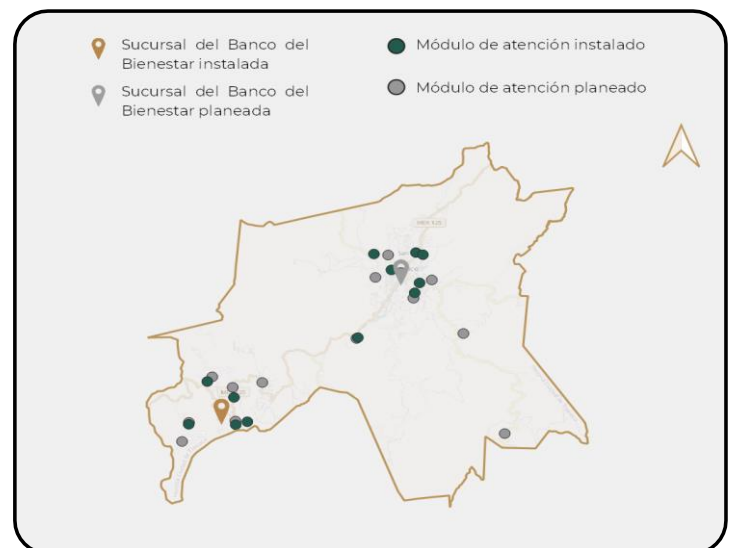 Sucursal del Banco del
Bienestar instalada
Sucursal del Banco del
Bienestar planeada
Módulo de atención instalado
Módulo de atención planeado